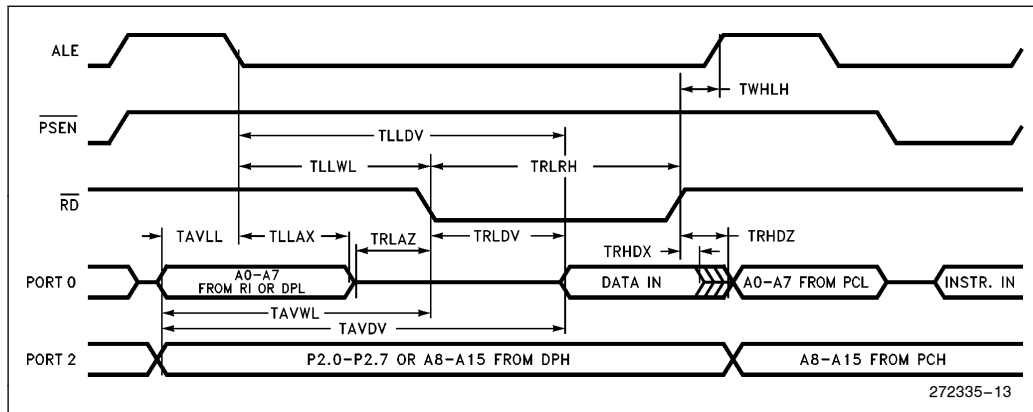 ALE
TWHLH
PSEN
TLLDV
TLLWL
TRLRH
RD
TAVLL
TLLAX
TRLAZ
TRLDV
TRHDX
TRHDZ
PORT 0
A0–A7
FROM RI OR DPL
DATA IN
A0–A7 FROM PCL
INSTR. IN
TAVWL
TAVDV
PORT 2
P2.0–P2.7 OR A8–A15 FROM DPH
A8–A15 FROM PCH
272335–13